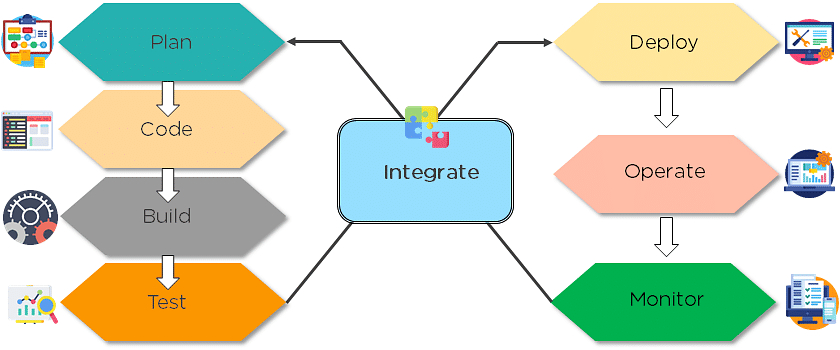 Plan
Code
Build
Test
Integrate
Deploy
Operate
Monitor